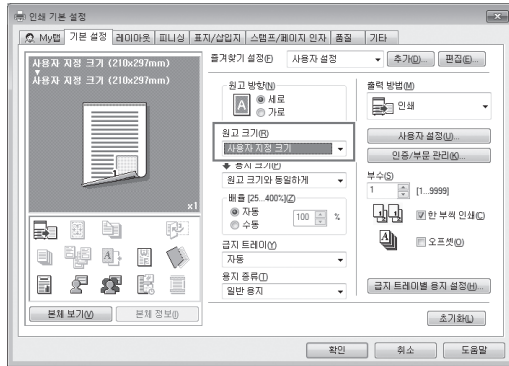 인쇄 기본 설정
My탭 기본 설정 레이아웃 피니싱 표지/삽입지 스탬프/페이지 인자 품질 기타
사용자 지정 크기 (210x297mm)
사용자 지정 크기 (210x297mm)
1
x1
본체 보기(V) 본체 정보(I)
즐겨찾기 설정(F) 사용자 설정 추가(D)... 편집(E)...
원고 방향(N)
A 세로
가로
원고 크기(R)
사용자 지정 크기
용지 크기(P)
원고 크기와 동일하게
배율 [25...400%](Z)
자동
수동
100 %
급지 트레이(Y)
자동
용지 종류(T)
일반 용지
출력 방법(M)
인쇄
사용자 설정(U)...
인증/부문 관리(K)...
부수(S)
1 [1...9999]
한 부씩 인쇄(C)
오프셋(O)
급지 트레이별 용지 설정(H)...
초기화(L)
확인 취소 도움말